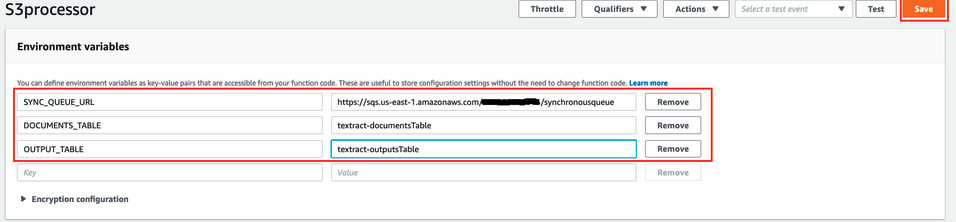 S3processor
Throttle Qualifiers Actions Select a test event Test Save
Environment variables
You can define environment variables as key-value pairs that are accessible from your function code. These are useful to store configuration settings without the need to change function code. Learn more
SYNC_QUEUE_URL https://sqs.us-east-1.amazonaws.com/ /synchronousqueue Remove
DOCUMENTS_TABLE textract-documentsTable Remove
OUTPUT_TABLE textract-outputsTable Remove
Key Value Remove
Encryption configuration